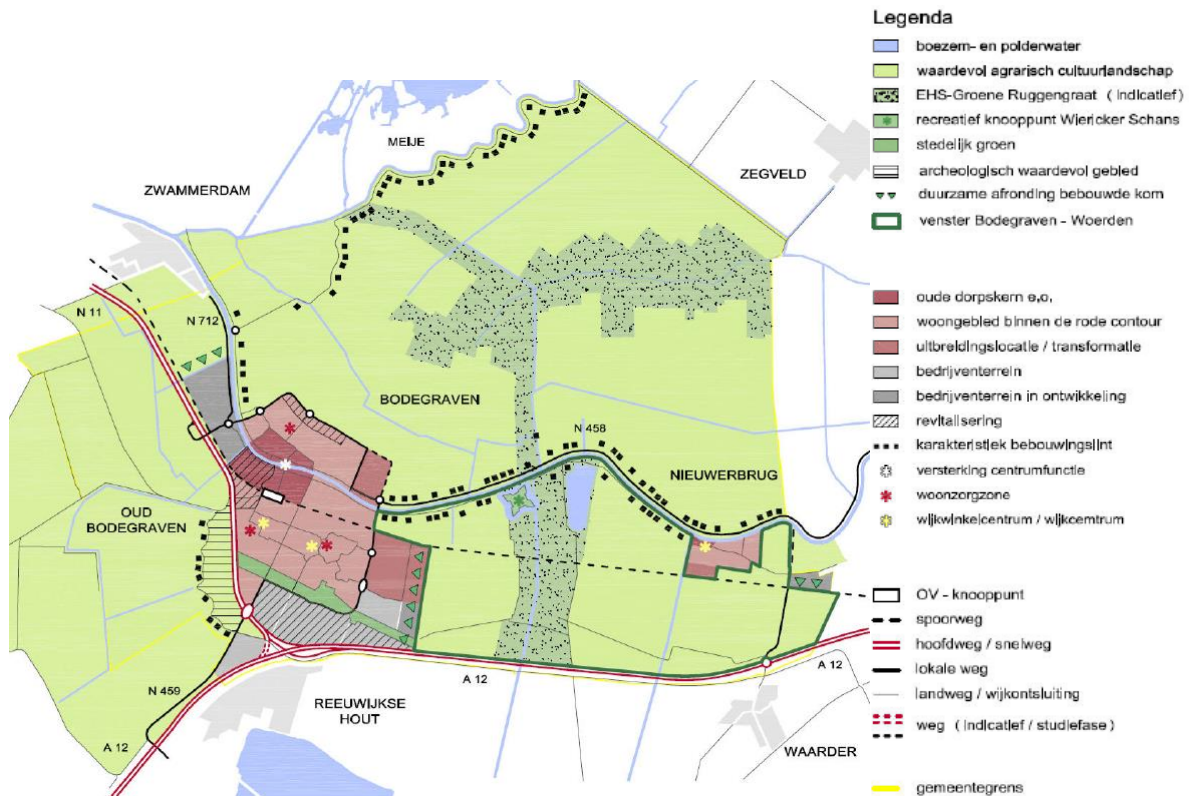 Legenda
boezem- en polderwater
waardevol agrarisch cultuurlandschap
EHS-Groene Ruggengraat ( Indicatief)
recreatief knooppunt Wjericker Schans
stedelijk groen
archeologisch waardevol gebied
duurzame afronding bebouwde kom
venster Bodegraven - Woerden
oude dorpskern e.o.
woongebied binnen de rode contour
uitbreidingslocatie / transformatie
bedrijventerrein
bedrijventerrein in ontwikkeling
revitalisering
karakteristiek bebouwingslint
versterking centrumfunctie
woonzorgzone
wijkwinkelcentrum / wijkcemtrum
OV - knooppunt
spoorweg
hoofdweg / snelweg
lokale weg
landweg / wijkontsluiting
weg ( Indicatief / studiefase )
gemeentegrens
MEIJE
ZEGVELD
ZWAMMERDAM
N 11
N 712
BODEGRAVEN
N 458
NIEUWERBRUG
OUD
BODEGRAVEN
N 459
REEUWIJKSE
HOUT
A 12
A 12
A 12
WAARDER